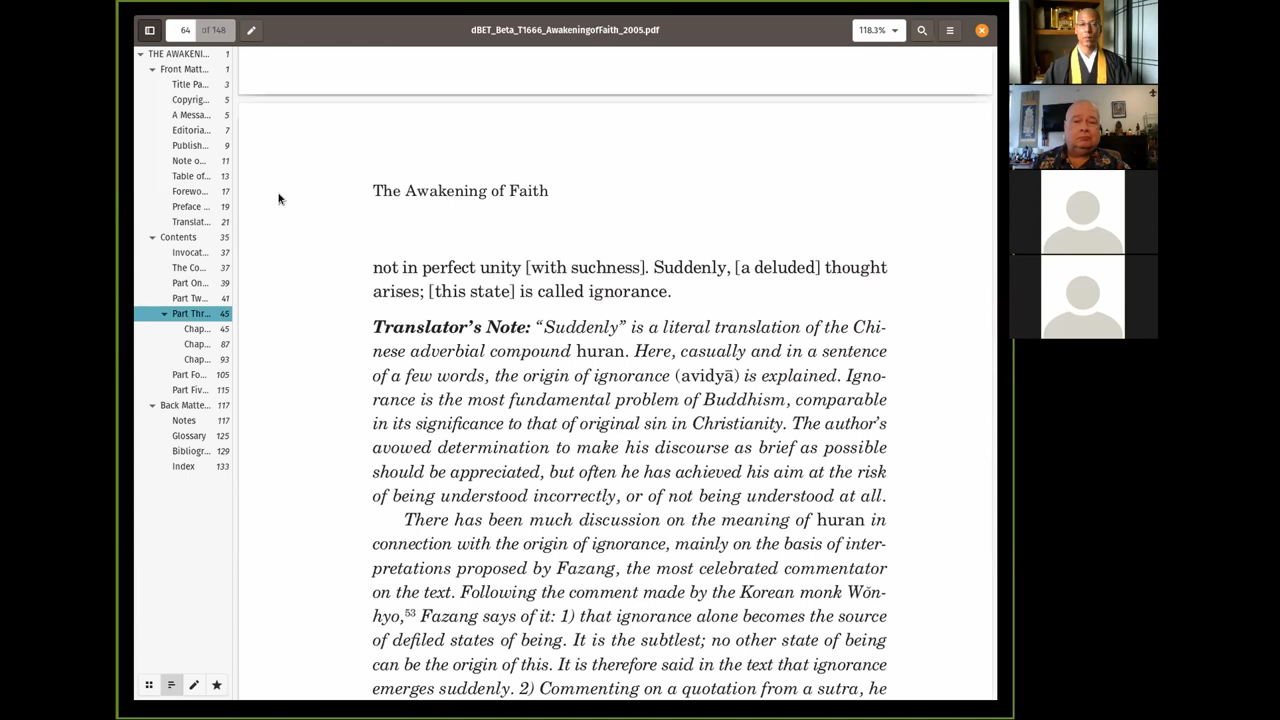 64 of 148
dBET_Beta_T1666_AwakeningofFaith_2005.pdf
118.3%
THE AWAKENI... 1
Front Matt... 1
Title Pa... 3
Copyrig... 5
A Messa... 5
Editoria... 7
Publish... 9
Note o... 11
Table of... 13
Forewo... 17
Preface ... 19
Translat... 21
Contents 35
Invocat... 37
The Co... 37
Part On... 39
Part Tw... 41
Part Thr... 45
Chap... 45
Chap... 87
Chap... 93
Part Fo... 105
Part Fiv... 115
Back Matte... 117
Notes 117
Glossary 125
Bibliogr... 129
Index 133
The Awakening of Faith
not in perfect unity [with suchness]. Suddenly, [a deluded] thought
arises; [this state] is called ignorance.
Translator's Note: “Suddenly” is a literal translation of the Chi-
nese adverbial compound huran. Here, casually and in a sentence
of a few words, the origin of ignorance (avidyā) is explained. Igno-
rance is the most fundamental problem of Buddhism, comparable
in its significance to that of original sin in Christianity. The author's
avowed determination to make his discourse as brief as possible
should be appreciated, but often he has achieved his aim at the risk
of being understood incorrectly, or of not being understood at all.
There has been much discussion on the meaning of huran in
connection with the origin of ignorance, mainly on the basis of inter-
pretations proposed by Fazang, the most celebrated commentator
on the text. Following the comment made by the Korean monk Wŏn-
hyo,53 Fazang says of it: 1) that ignorance alone becomes the source
of defiled states of being. It is the subtlest; no other state of being
can be the origin of this. It is therefore said in the text that ignorance
emerges suddenly. 2) Commenting on a quotation from a sutra, he